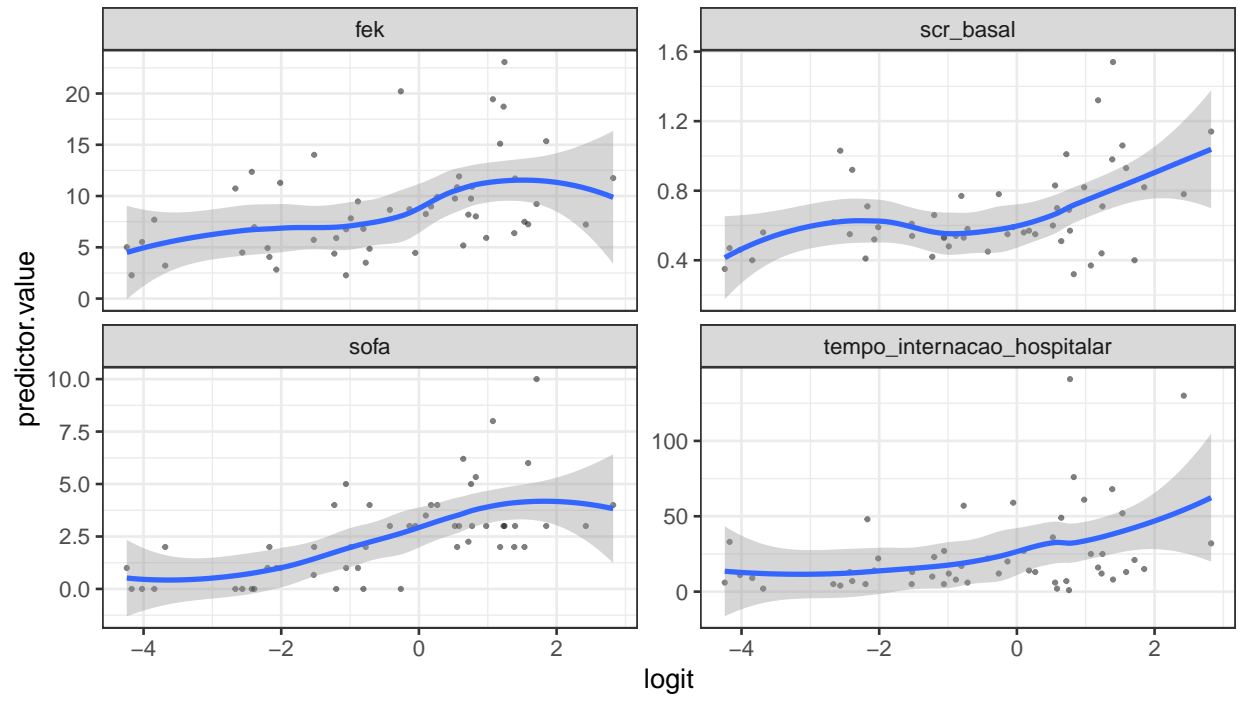 fek
scr_basal
20
15
10
5
0
1.6
1.2
0.8
0.4
predictor.value
sofa
tempo_internacao_hospitalar
10.0
7.5
5.0
2.5
0.0
100
50
0
−4 −2 0 2
−4 −2 0 2
logit